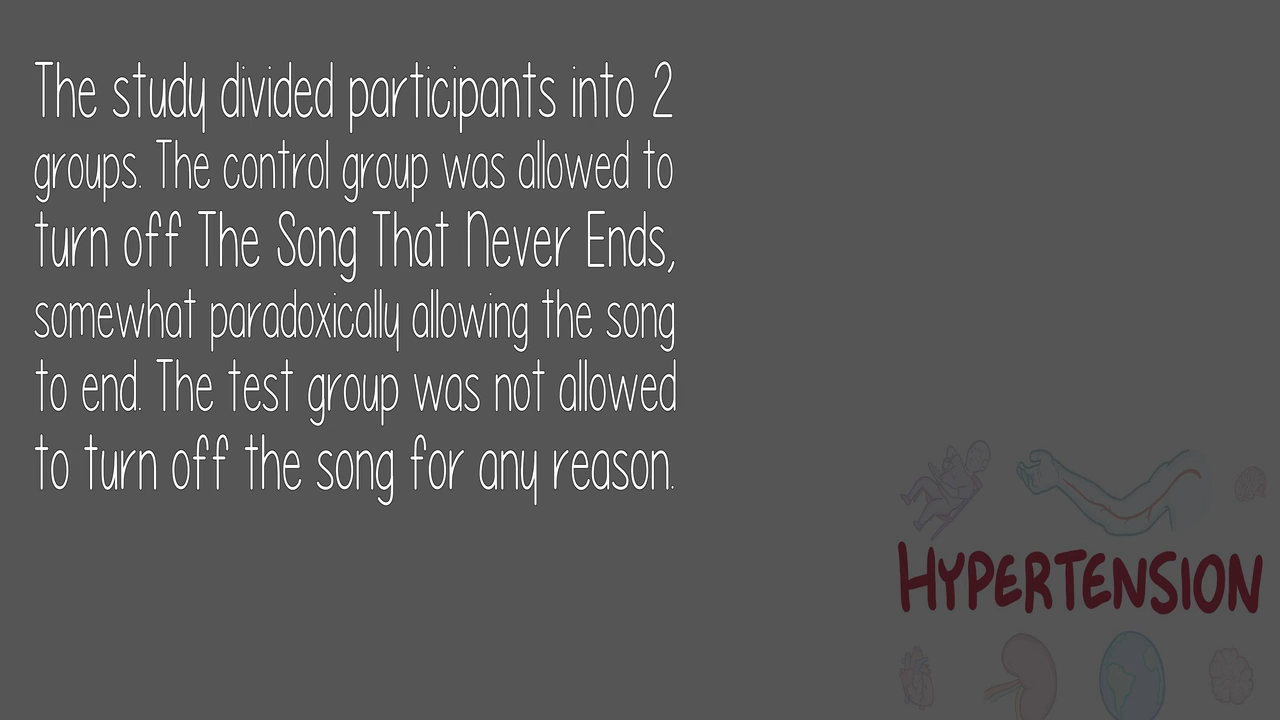 The study divided participants into 2
groups. The control group was allowed to
turn off The Song That Never Ends,
somewhat paradoxically allowing the song
to end. The test group was not allowed
to turn off the song for any reason.
HYPERTENSION